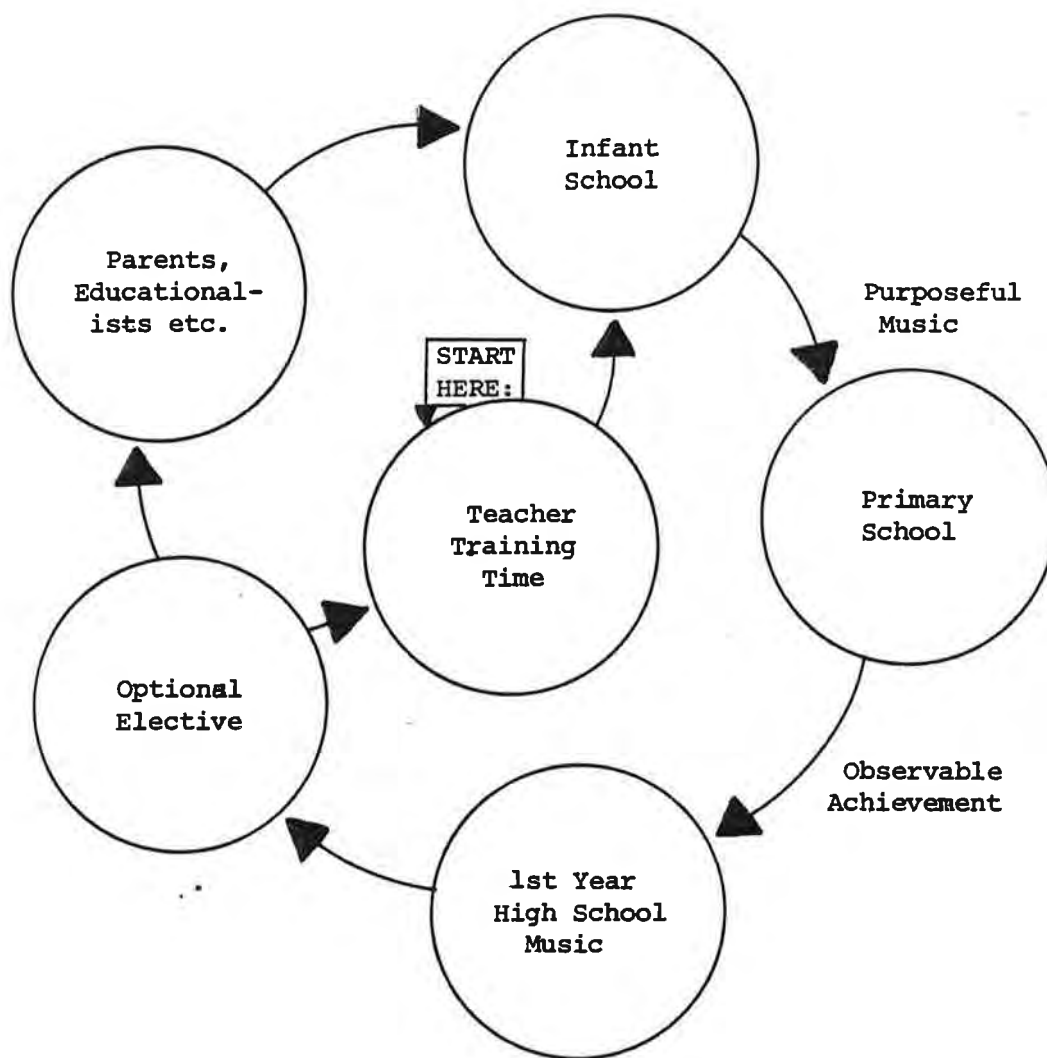 Infant
School
Parents,
Educational-
ists etc.
Purposeful
Music
START
HERE:
Primary
School
Teacher
Training
Time
Optional
Elective
Observable
Achievement
1st Year
High School
Music